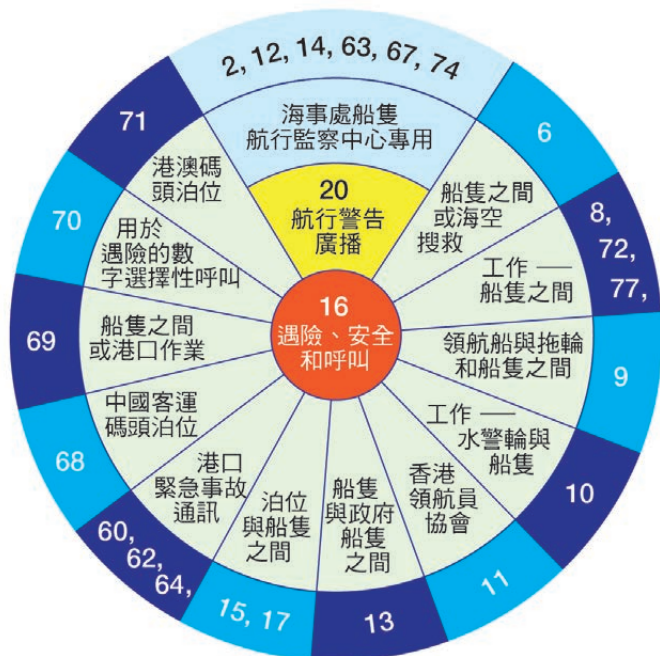 2, 12, 14, 63, 67, 74
海事處船隻
航行監察中心專用
20
航行警告
廣播
16
遇險、安全
和呼叫
6
船隻之間
或海空
搜救
8,
72,
77,
工作 —
船隻之間
9
領航船與拖輪
和船隻之間
10
工作 —
水警輪與
船隻
11
香港
領航員
協會
13
船隻
與政府
船隻
之間
15, 17
泊位
與船隻
之間
60,
62,
64,
港口
緊急事故
通訊
68
中國客運
碼頭泊位
69
船隻之間
或港口作業
70
用於
遇險的數
字選擇性呼叫
71
港澳碼
頭泊位